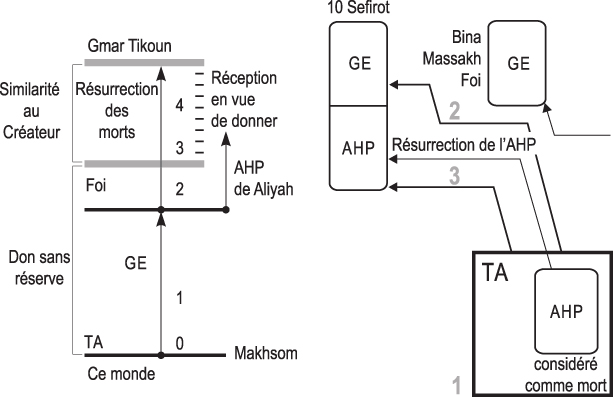 10 Sefirot
Gmar Tikoun
Similarité
au
Créateur
Résurrection
des
morts
4
3
Réception
en vue
de donner
Foi
2
AHP
de Aliyah
Don sans
réserve
GE
1
TA
0
Makhsom
Ce monde
GE
AHP
Bina
Massakh
Foi
GE
2
Résurrection de l'AHP
3
TA
AHP
considéré
comme mort
1